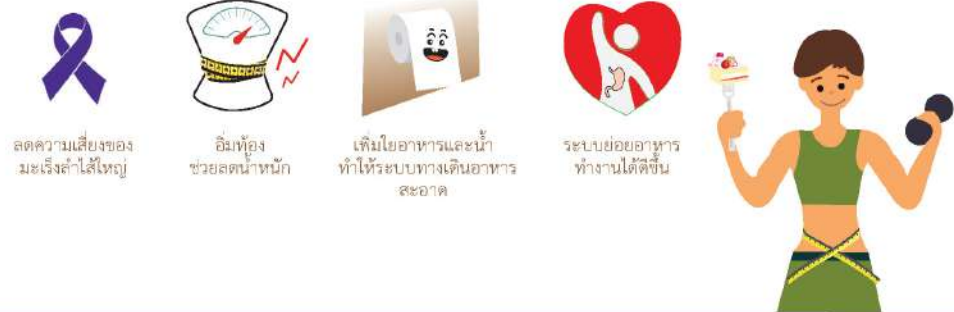 ลดความเสี่ยงของ
มะเร็งลำไส้ใหญ่
อิ่มท้อง
ช่วยลดน้ำหนัก
เพิ่มใยอาหารและน้ำ
ทำให้ระบบทางเดินอาหาร
สะอาด
ระบบย่อยอาหาร
ทำงานได้ดีขึ้น